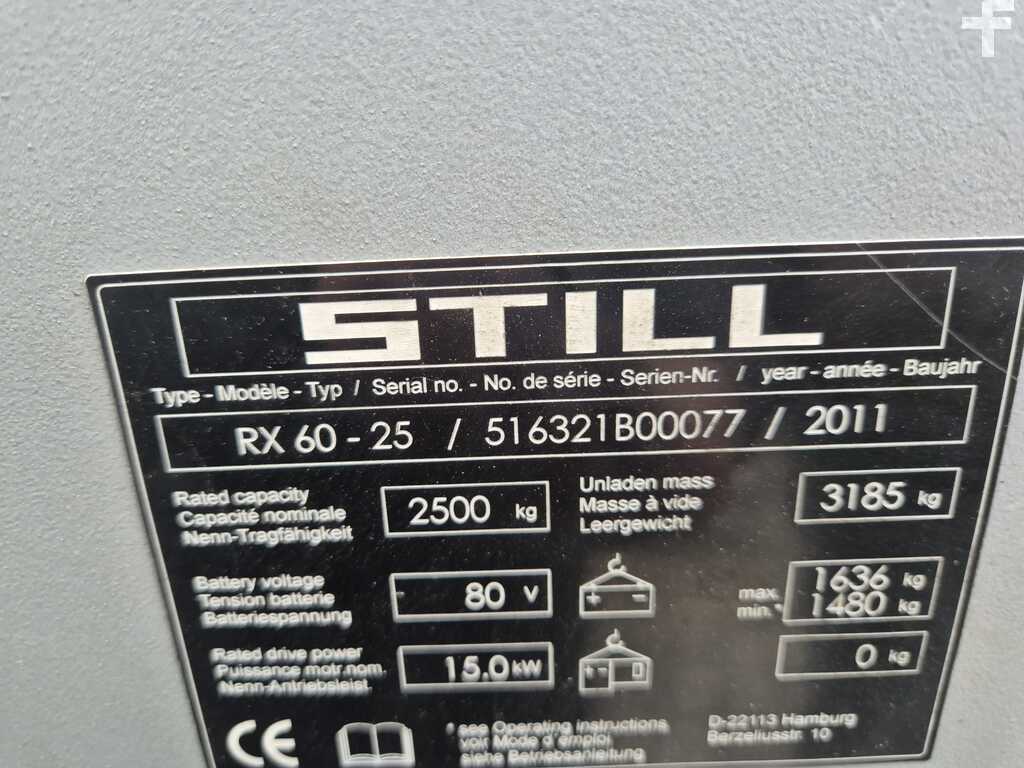 STILL
Type - Modèle - Typ / Serial no. - No. de série - Serien-Nr. / year - année - Baujahr
RX 60 - 25 / 516321B00077 / 2011
Rated capacity
Capacité nominale
Nenn-Tragfähigkeit
2500 kg
Unladen mass
Masse à vide
Leergewicht
3185 kg
Battery voltage
Tension batterie
Batteriespannung
80 V
+ −
max. 1636 kg
min.* 1480 kg
Rated drive power
Puissance motr.nom.
Nenn-Antriebsleist.
15.0 kW
+ −
0 kg
CE
* see Operating instructions
voir Mode d'emploi
siehe Betriebsanleitung
D-22113 Hamburg
Berzeliusstr. 10